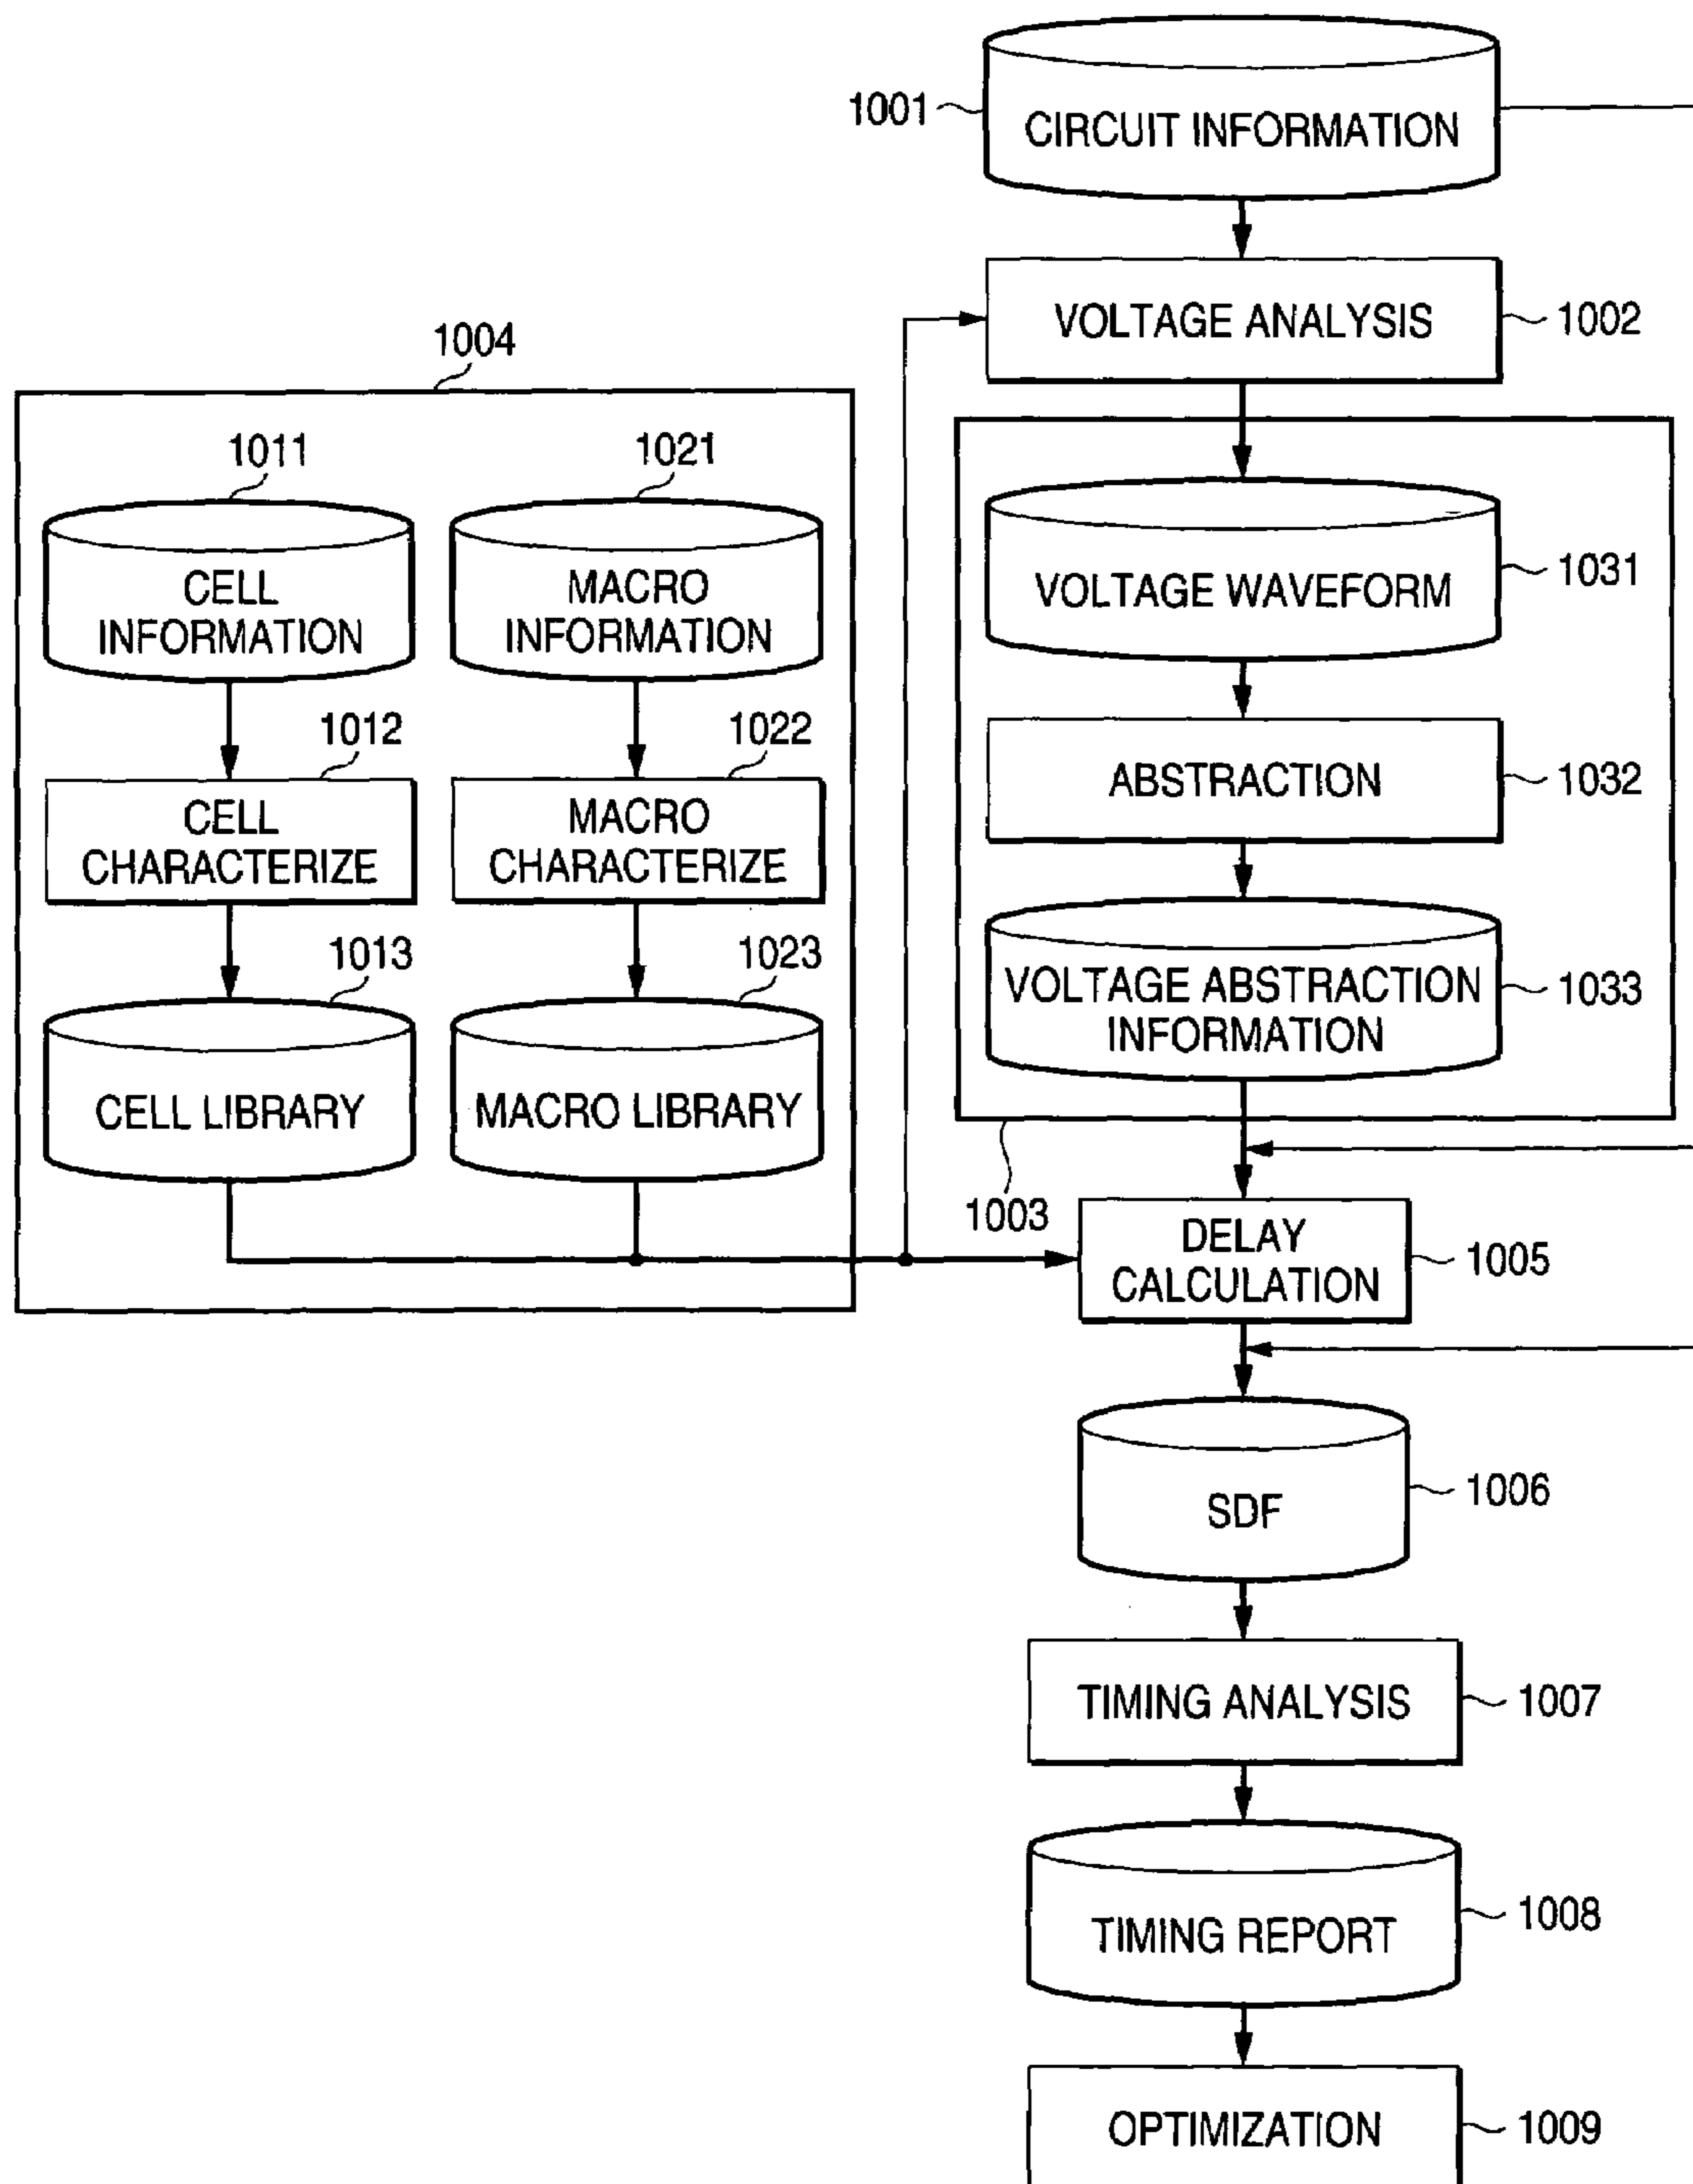 1001
CIRCUIT INFORMATION
VOLTAGE ANALYSIS
1002
1004
1011
1021
CELL
INFORMATION
MACRO
INFORMATION
1012
1022
CELL
CHARACTERIZE
MACRO
CHARACTERIZE
1013
1023
CELL LIBRARY
MACRO LIBRARY
VOLTAGE WAVEFORM
1031
ABSTRACTION
1032
VOLTAGE ABSTRACTION
INFORMATION
1033
1003
DELAY
CALCULATION
1005
SDF
1006
TIMING ANALYSIS
1007
TIMING REPORT
1008
OPTIMIZATION
1009